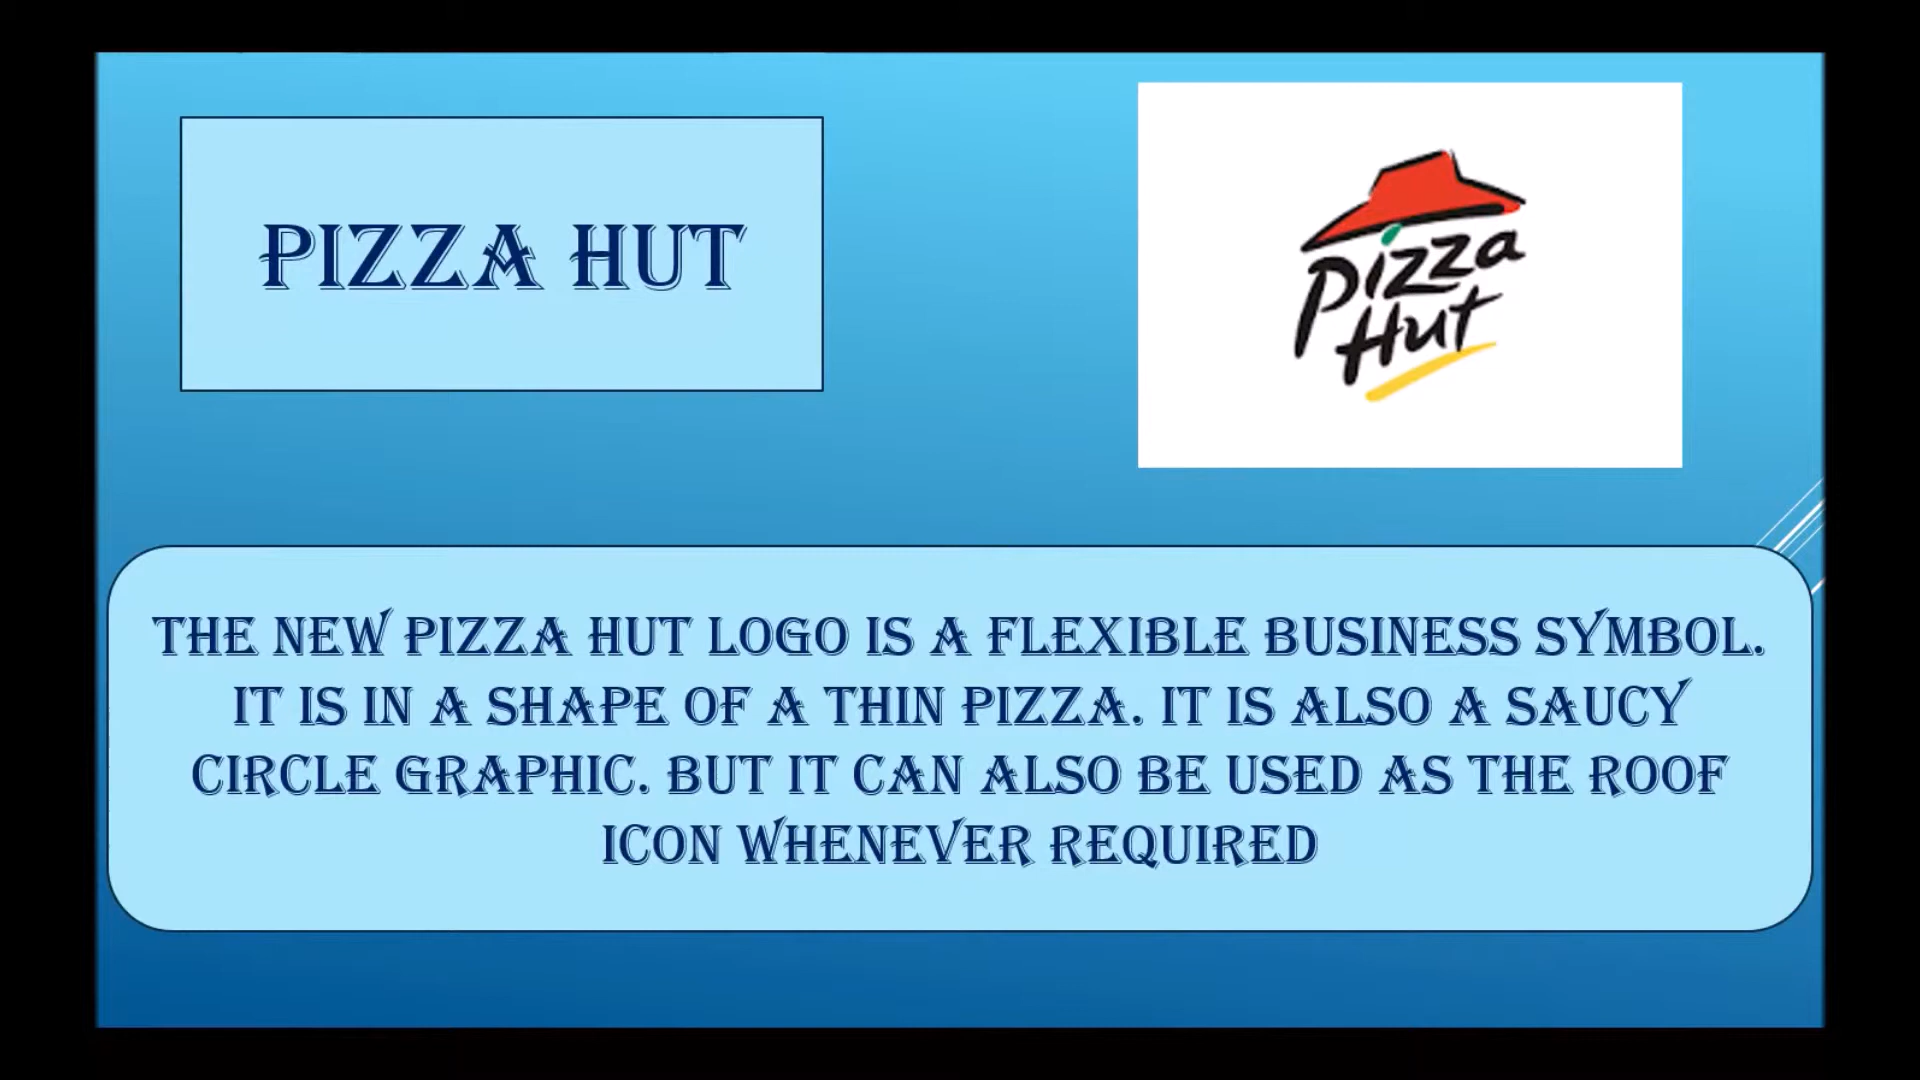 PIZZA HUT
Pizza
Hut
THE NEW PIZZA HUT LOGO IS A FLEXIBLE BUSINESS SYMBOL.
IT IS IN A SHAPE OF A THIN PIZZA. IT IS ALSO A SAUCY
CIRCLE GRAPHIC. BUT IT CAN ALSO BE USED AS THE ROOF
ICON WHENEVER REQUIRED